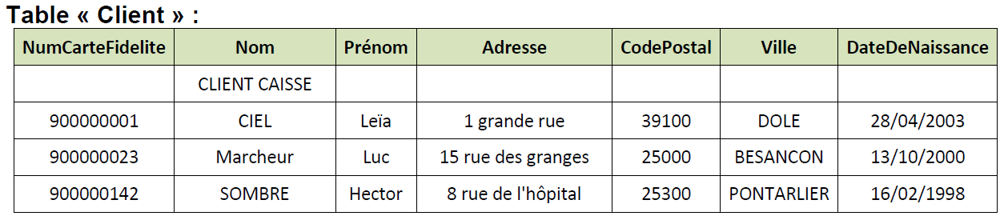 Table « Client » :
NumCarteFidelite Nom Prénom Adresse CodePostal Ville DateDeNaissance
CLIENT CAISSE
900000001 CIEL Leïa 1 grande rue 39100 DOLE 28/04/2003
900000023 Marcheur Luc 15 rue des granges 25000 BESANCON 13/10/2000
900000142 SOMBRE Hector 8 rue de l'hôpital 25300 PONTARLIER 16/02/1998